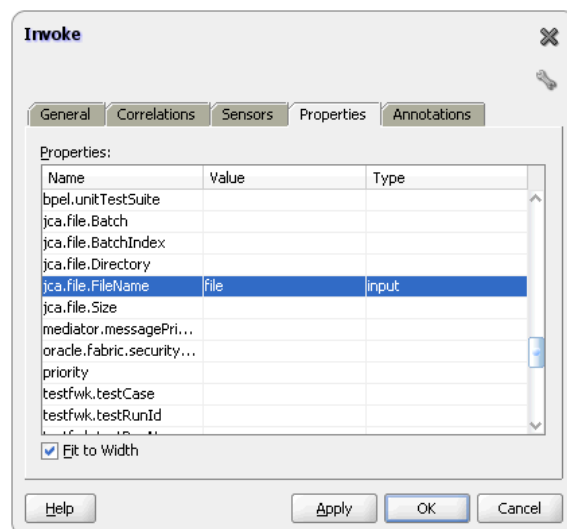 Invoke
General Correlations Sensors Properties Annotations
Properties:
Name Value Type
bpel.unitTestSuite
jca.file.Batch
jca.file.BatchIndex
jca.file.Directory
jca.file.FileName file input
jca.file.Size
mediator.messagePri...
oracle.fabric.security...
priority
testfwk.testCase
testfwk.testRunId
Fit to Width
Help Apply OK Cancel